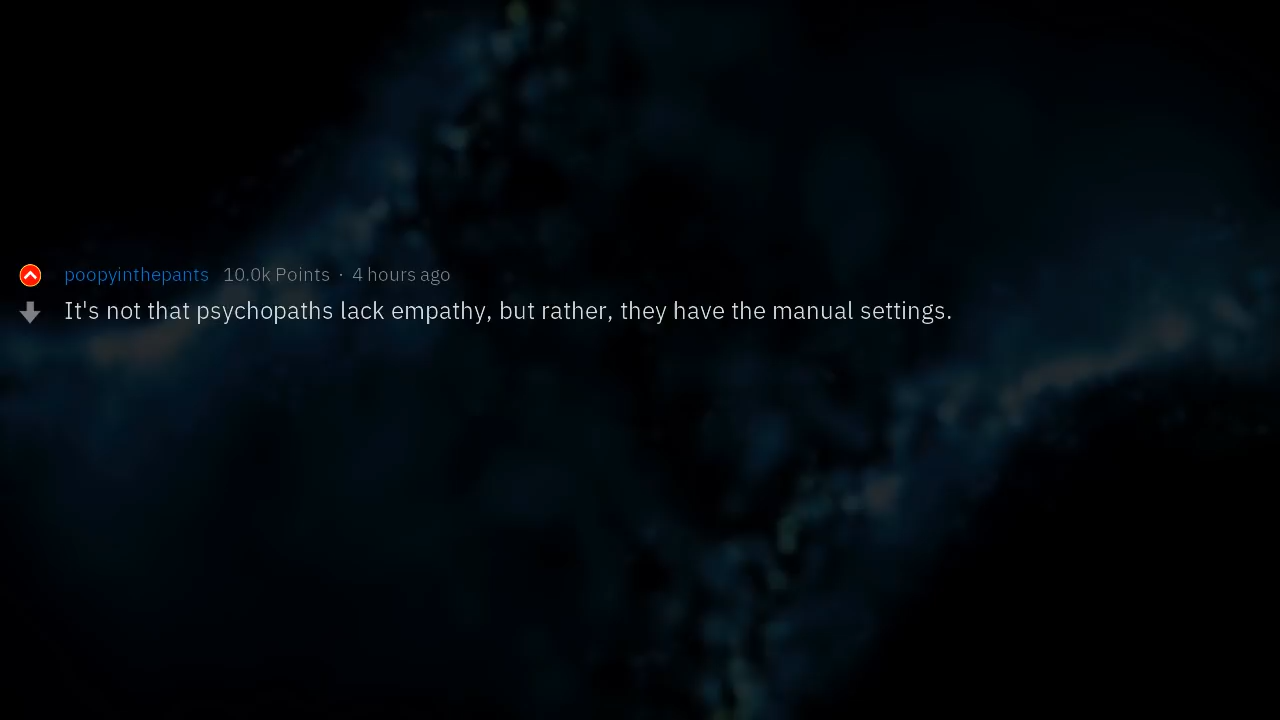 poopyinthepants 10.0k Points · 4 hours ago
It's not that psychopaths lack empathy, but rather, they have the manual settings.